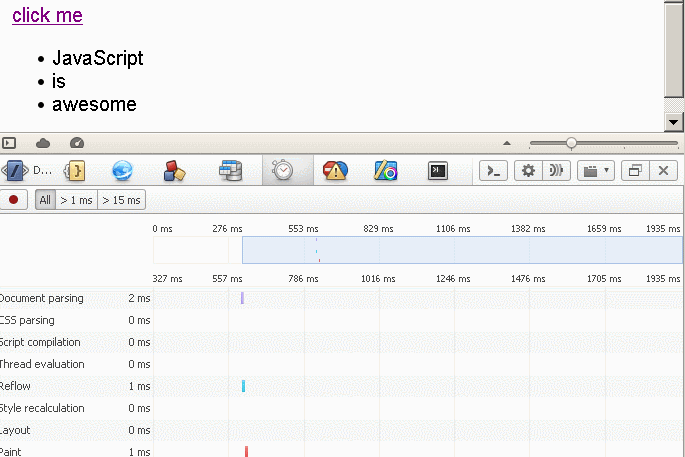 click me
JavaScript
is
awesome
D...
All > 1 ms > 15 ms
0 ms 276 ms 553 ms 829 ms 1106 ms 1382 ms 1659 ms 1935 ms
327 ms 557 ms 786 ms 1016 ms 1246 ms 1476 ms 1705 ms 1935 ms
Document parsing 2 ms
CSS parsing 0 ms
Script compilation 0 ms
Thread evaluation 0 ms
Reflow 1 ms
Style recalculation 0 ms
Layout 0 ms
Paint 1 ms